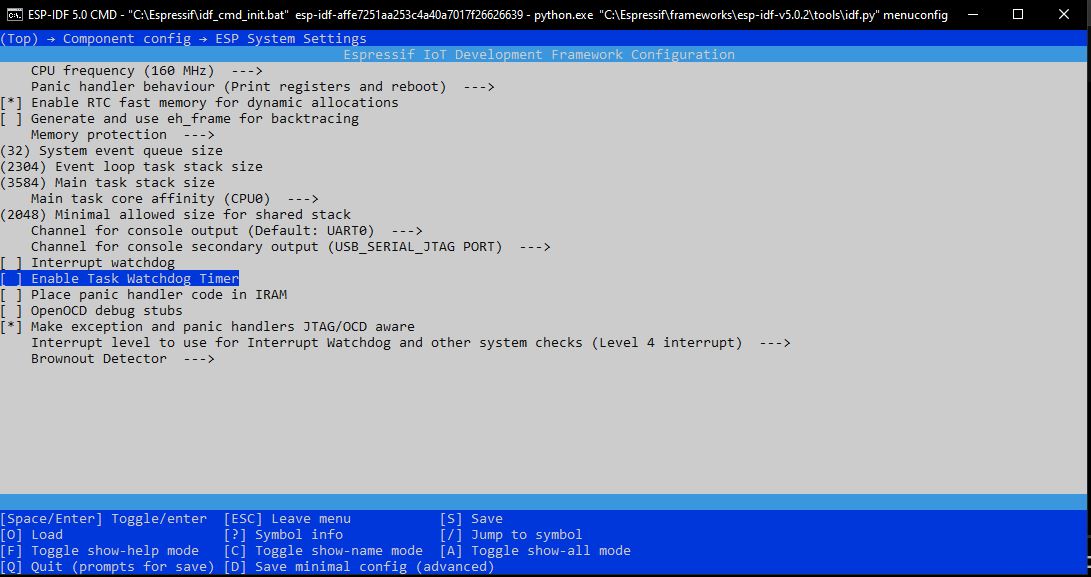 ESP-IDF 5.0 CMD - "C:\Espressif\idf_cmd_init.bat" esp-idf-affe7251aa253c4a40a7017f26626639 - python.exe "C:\Espressif\frameworks\esp-idf-v5.0.2\tools\idf.py" menuconfig
(Top) → Component config → ESP System Settings
Espressif IoT Development Framework Configuration
CPU frequency (160 MHz)  --->
Panic handler behaviour (Print registers and reboot)  --->
[*] Enable RTC fast memory for dynamic allocations
[ ] Generate and use eh_frame for backtracing
Memory protection  --->
(32) System event queue size
(2304) Event loop task stack size
(3584) Main task stack size
Main task core affinity (CPU0)  --->
(2048) Minimal allowed size for shared stack
Channel for console output (Default: UART0)  --->
Channel for console secondary output (USB_SERIAL_JTAG PORT)  --->
[ ] Interrupt watchdog
[ ] Enable Task Watchdog Timer
[ ] Place panic handler code in IRAM
[ ] OpenOCD debug stubs
[*] Make exception and panic handlers JTAG/OCD aware
Interrupt level to use for Interrupt Watchdog and other system checks (Level 4 interrupt)  --->
Brownout Detector  --->
[Space/Enter] Toggle/enter  [ESC] Leave menu  [S] Save
[O] Load  [?] Symbol info  [/] Jump to symbol
[F] Toggle show-help mode  [C] Toggle show-name mode  [A] Toggle show-all mode
[Q] Quit (prompts for save) [D] Save minimal config (advanced)